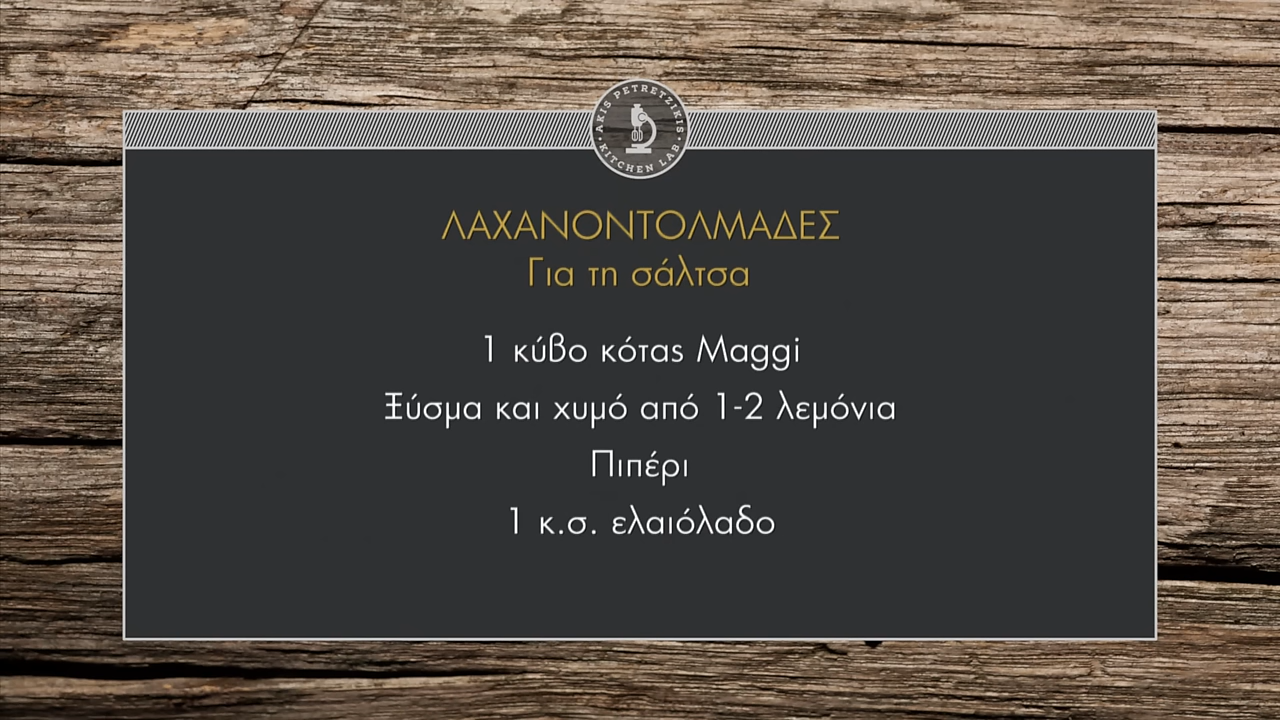 AKIS PETRETZIKIS
KITCHEN LAB
ΛΑΧΑΝΟΝΤΟΛΜΑΔΕΣ
Για τη σάλτσα
1 κύβο κότας Maggi
Ξύσμα και χυμό από 1-2 λεμόνια
Πιπέρι
1 κ.σ. ελαιόλαδο